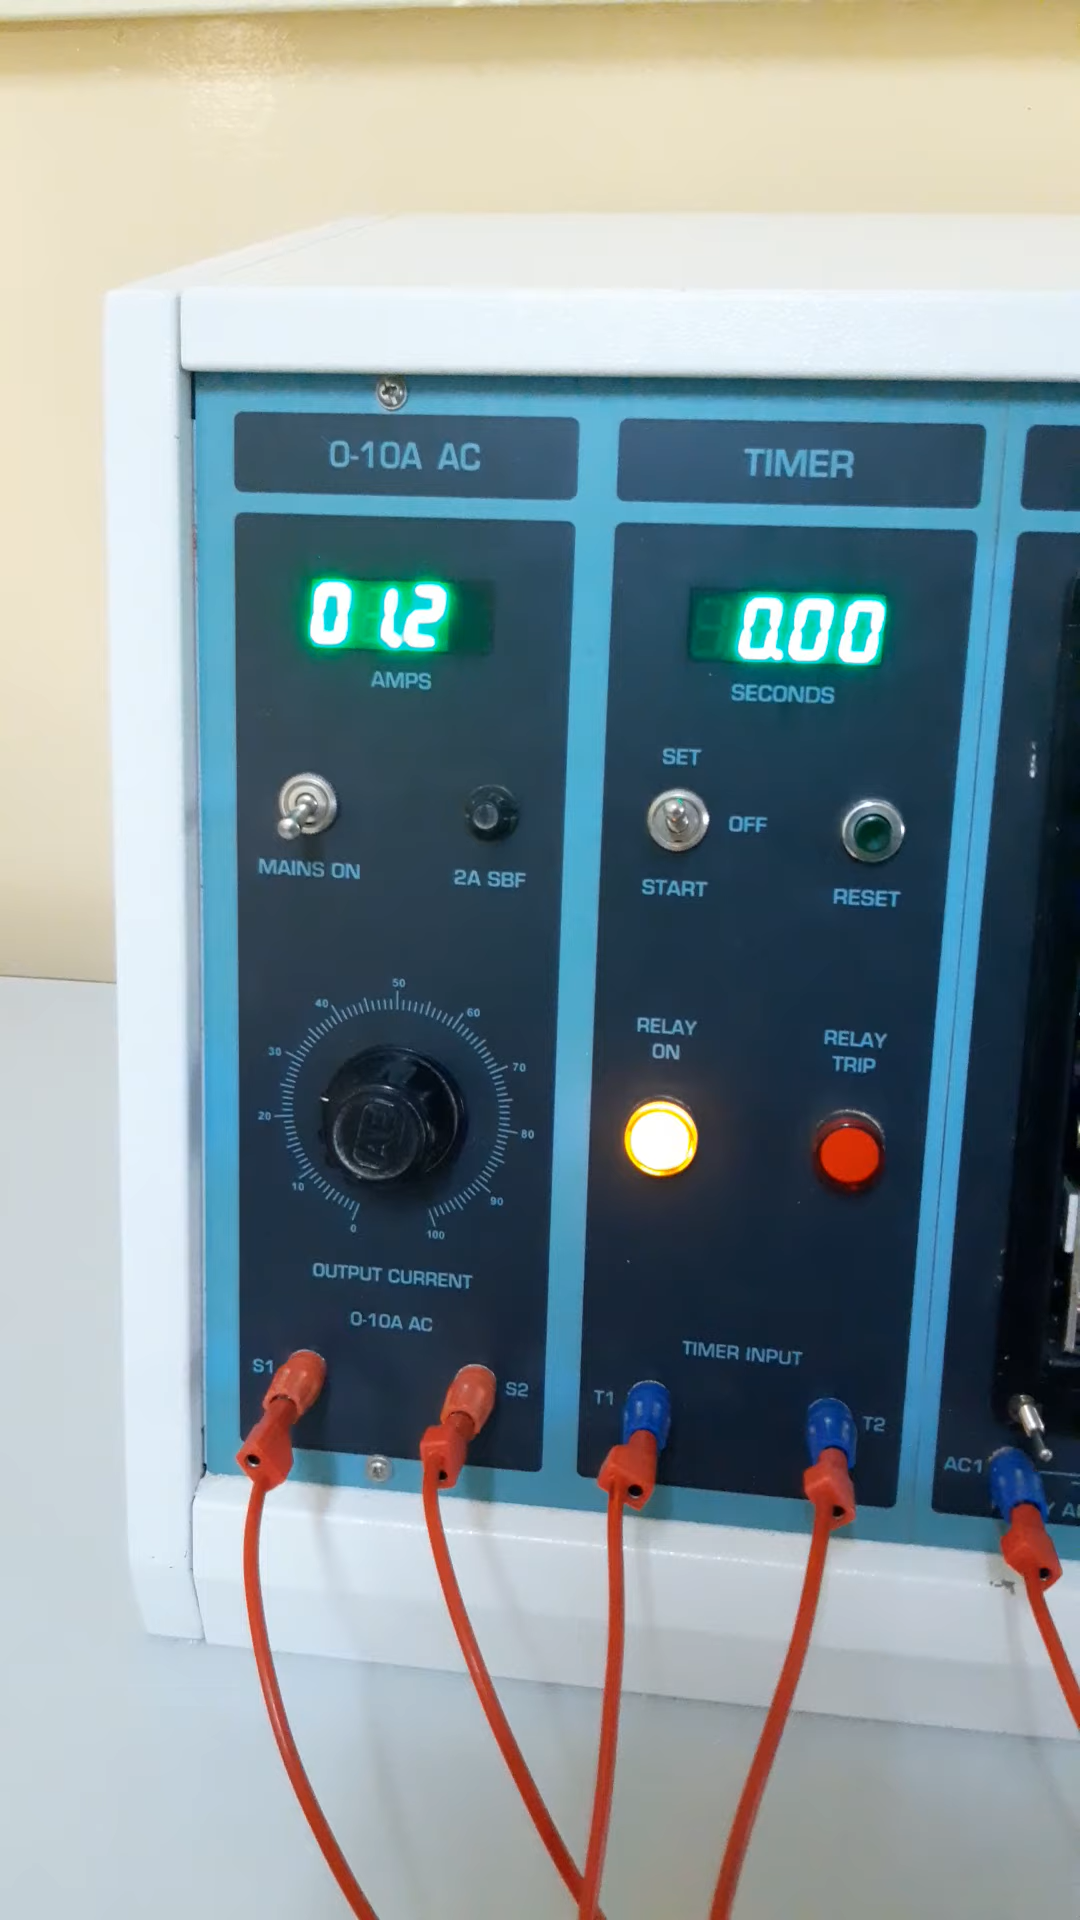 0-10A AC
01.2
AMPS
MAINS ON
2A SBF
0
10
20
30
40
50
60
70
80
90
100
OUTPUT CURRENT
0-10A AC
S1
S2
TIMER
0.00
SECONDS
SET
OFF
START
RESET
RELAY
ON
RELAY
TRIP
TIMER INPUT
T1
T2
AC1